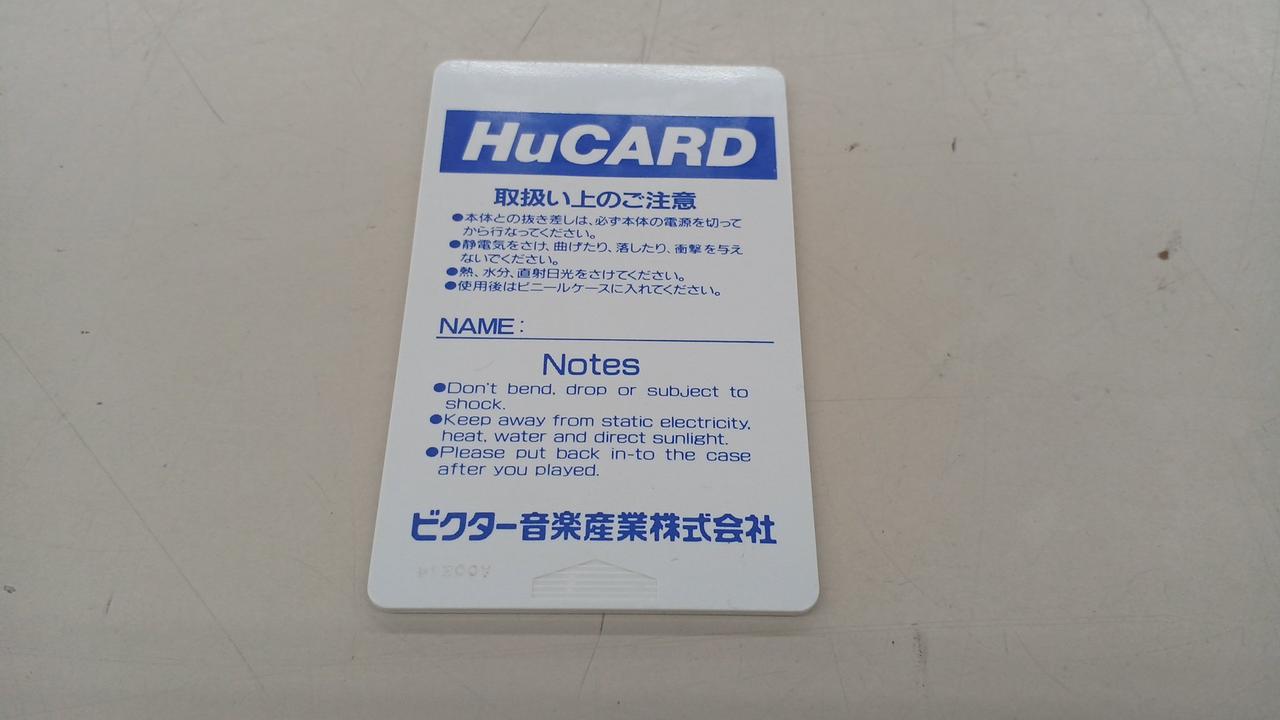 HuCARD
取扱い上のご注意
●本体との抜き差しは、必ず本体の電源を切って
から行なってください。
●静電気をさけ、曲げたり、落したり、衝撃を与え
ないでください。
●熱、水分、直射日光をさけてください。
●使用後はビニールケースに入れてください。
NAME:
Notes
●Don't bend, drop or subject to
shock.
●Keep away from static electricity,
heat, water and direct sunlight.
●Please put back in-to the case
after you played.
ビクター音楽産業株式会社